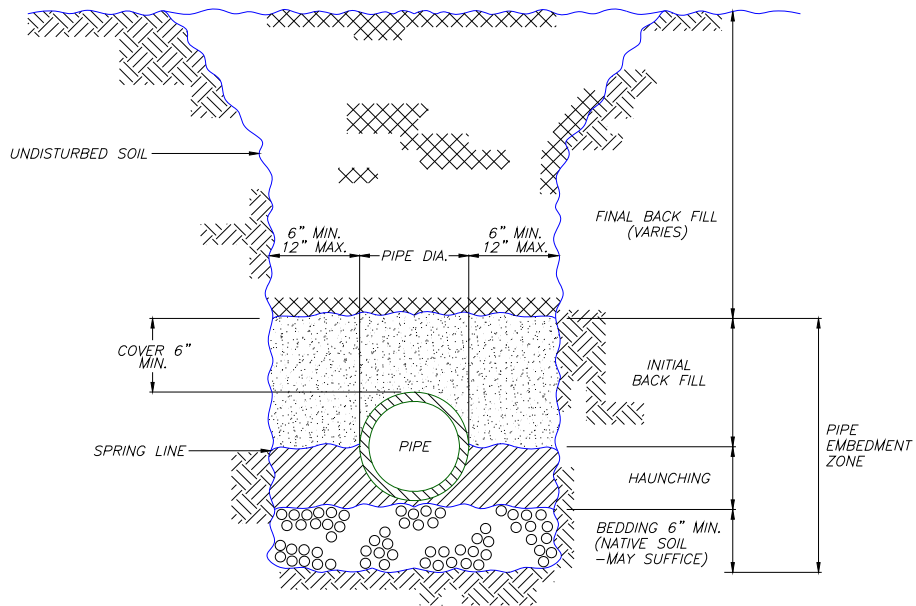 UNDISTURBED SOIL
6" MIN.
12" MAX.
PIPE DIA.
6" MIN.
12" MAX.
FINAL BACK FILL
(VARIES)
COVER 6"
MIN.
INITIAL
BACK FILL
SPRING LINE
PIPE
PIPE
EMBEDMENT
ZONE
HAUNCHING
BEDDING 6" MIN.
(NATIVE SOIL
-MAY SUFFICE)